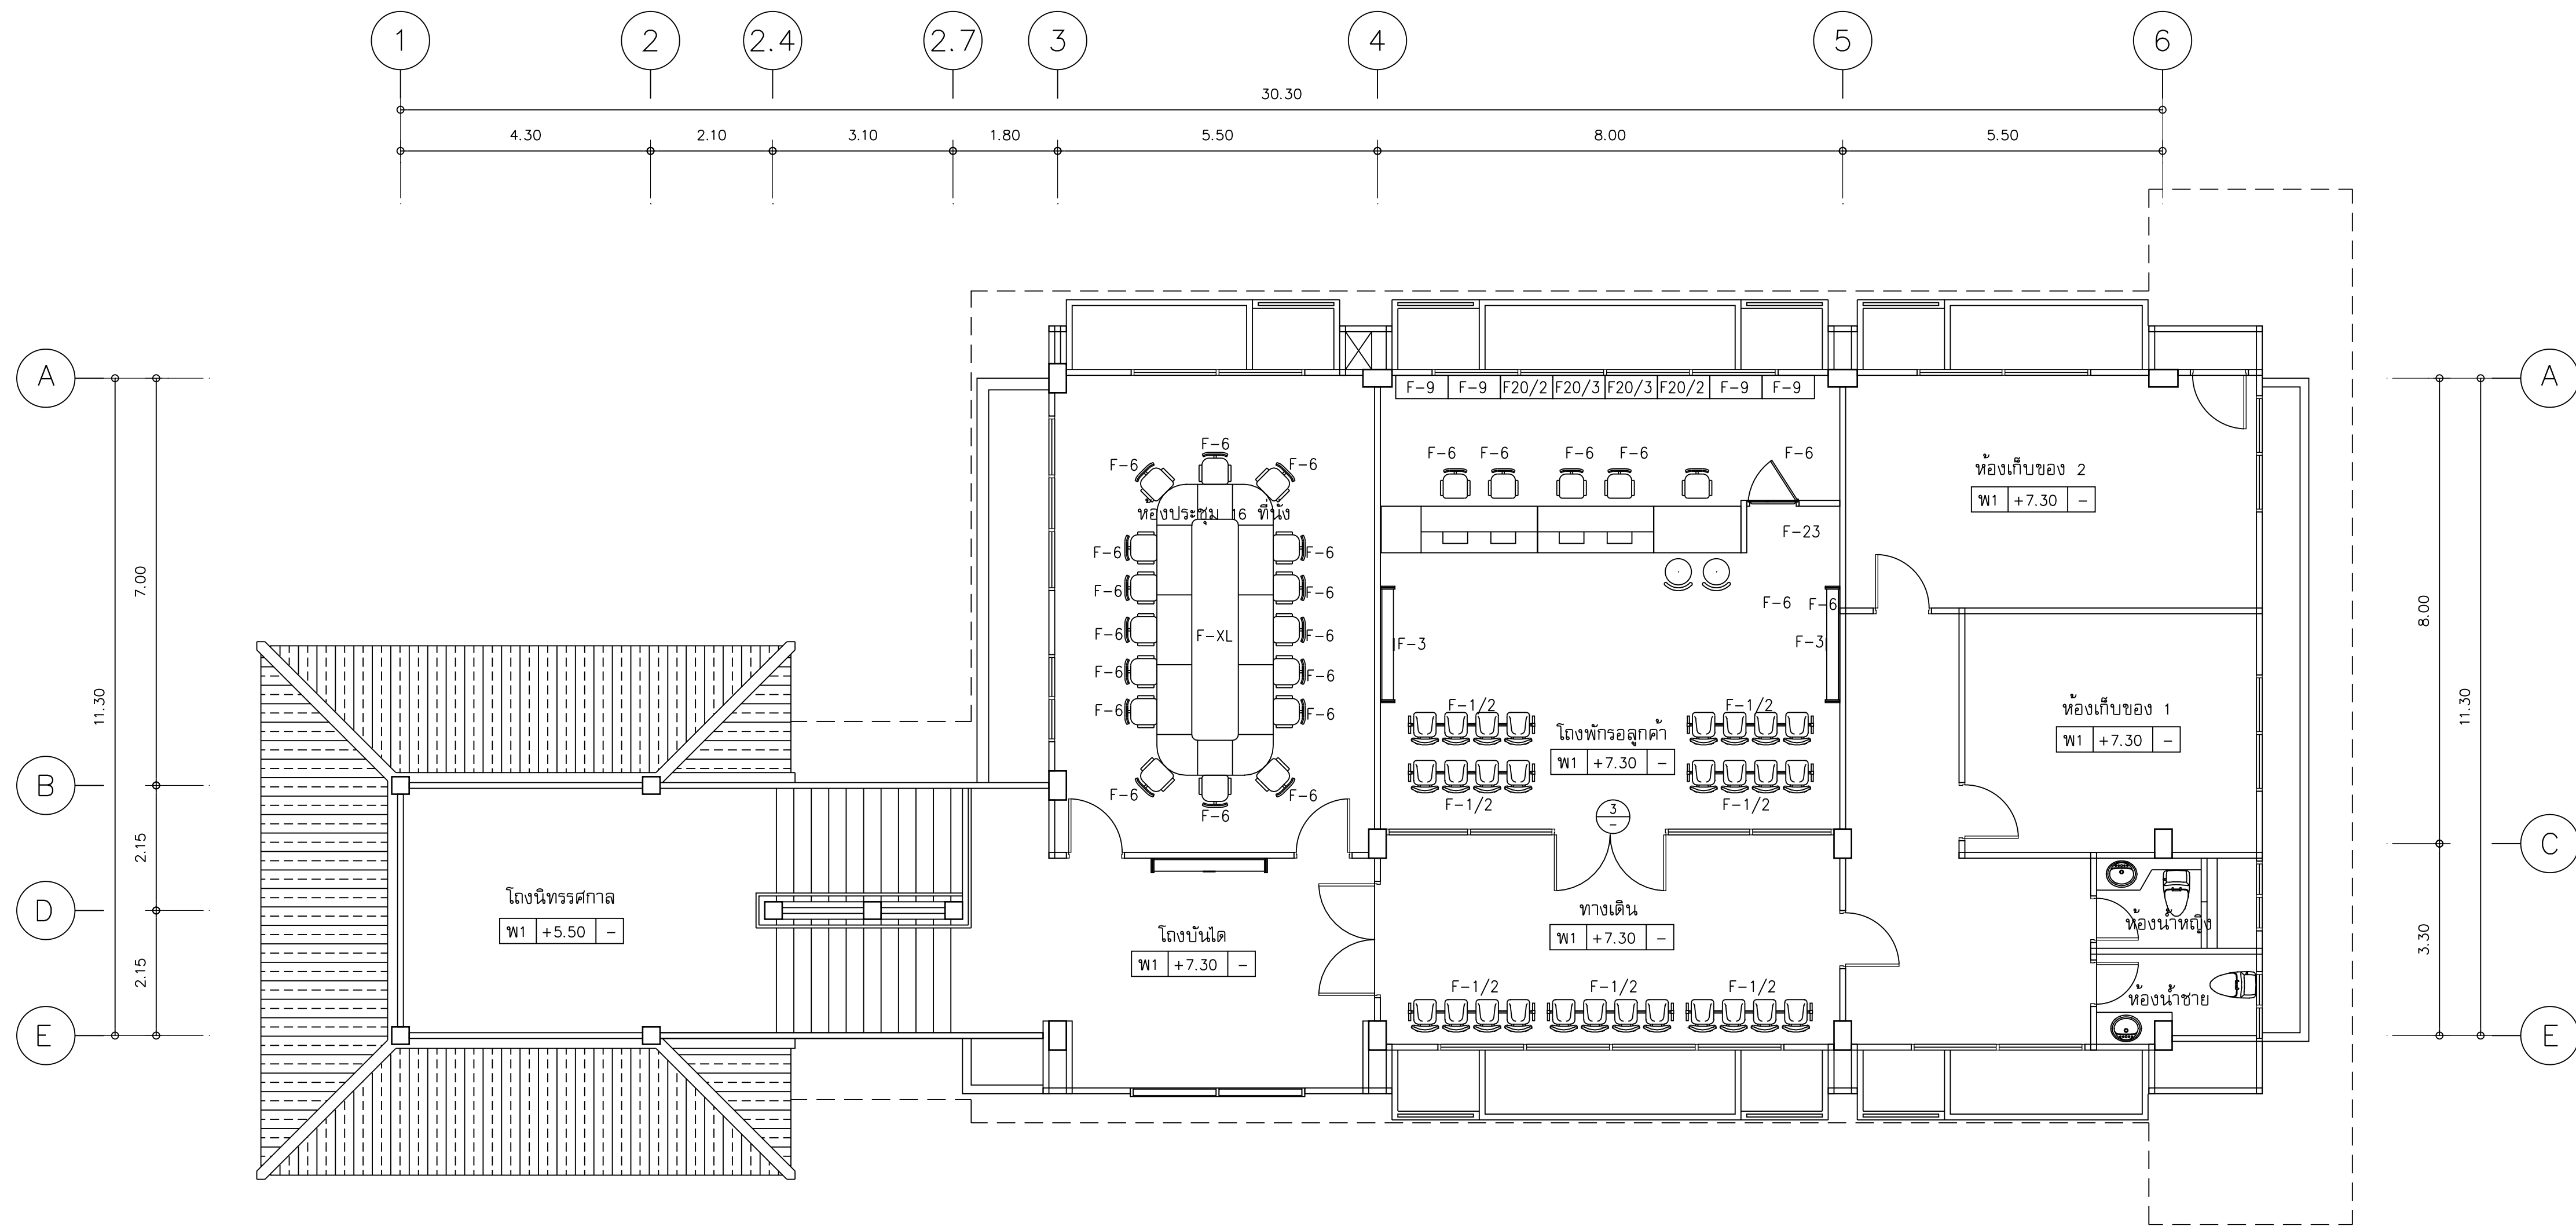 1 2 2.4 2.7 3 4 5 6
30.30
4.30 2.10 3.10 1.80 5.50 8.00 5.50
A A
F-9 F-9 F20/2 F20/3 F20/3 F20/2 F-9 F-9
F-6
F-6 F-6
F-6 F-6 F-6 F-6 F-6
ห้องเก็บของ 2
พ1 +7.30 -
ห้องประชุม 16 ที่นั่ง
F-23
F-6 F-6
7.00
F-6 F-6
F-6 F-6
8.00
F-6 F-XL F-6
F-3 F-3
F-6 F-6
11.30
F-6 F-6
F-1/2 F-1/2
ห้องเก็บของ 1
พ1 +7.30 -
11.30
โถงพักรอลูกค้า
พ1 +7.30 -
B
F-6 F-6
F-6
F-1/2 F-1/2
3
-
2.15
C
โถงนิทรรศกาล
พ1 +5.50 -
D
ทางเดิน
พ1 +7.30 -
ห้องน้ำหญิง
โถงบันได
พ1 +7.30 -
3.30
2.15
F-1/2 F-1/2 F-1/2
ห้องน้ำชาย
E E